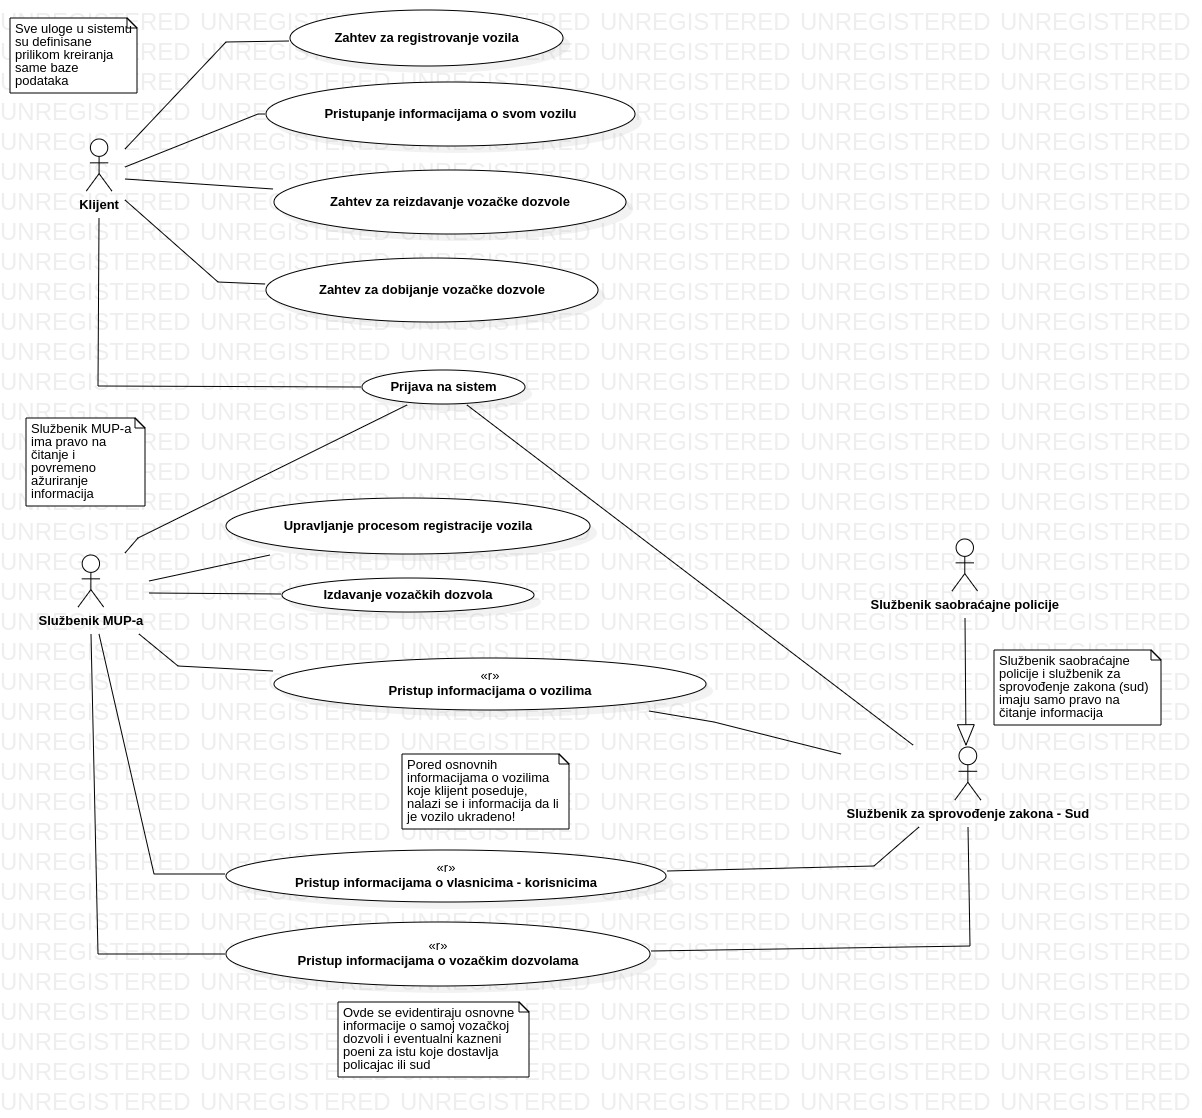 Sve uloge u sistemu
su definisane
prilikom kreiranja
same baze
podataka
Zahtev za registrovanje vozila
Pristupanje informacijama o svom vozilu
Klijent
Zahtev za reizdavanje vozačke dozvole
Zahtev za dobijanje vozačke dozvole
Prijava na sistem
Službenik MUP-a
ima pravo na
čitanje i
povremeno
ažuriranje
informacija
Upravljanje procesom registracije vozila
Izdavanje vozačkih dozvola
Službenik MUP-a
Službenik saobraćajne policije
«r»
Pristup informacijama o vozilima
Službenik saobraćajne
policije i službenik za
sprovođenje zakona (sud)
imaju samo pravo na
čitanje informacija
Pored osnovnih
informacijama o vozilima
koje klijent poseduje,
nalazi se i informacija da li
je vozilo ukradeno!
Službenik za sprovođenje zakona - Sud
«r»
Pristup informacijama o vlasnicima - korisnicima
«r»
Pristup informacijama o vozačkim dozvolama
Ovde se evidentiraju osnovne
informacije o samoj vozačkoj
dozvoli i eventualni kazneni
poeni za istu koje dostavlja
policajac ili sud
UNREGISTERED